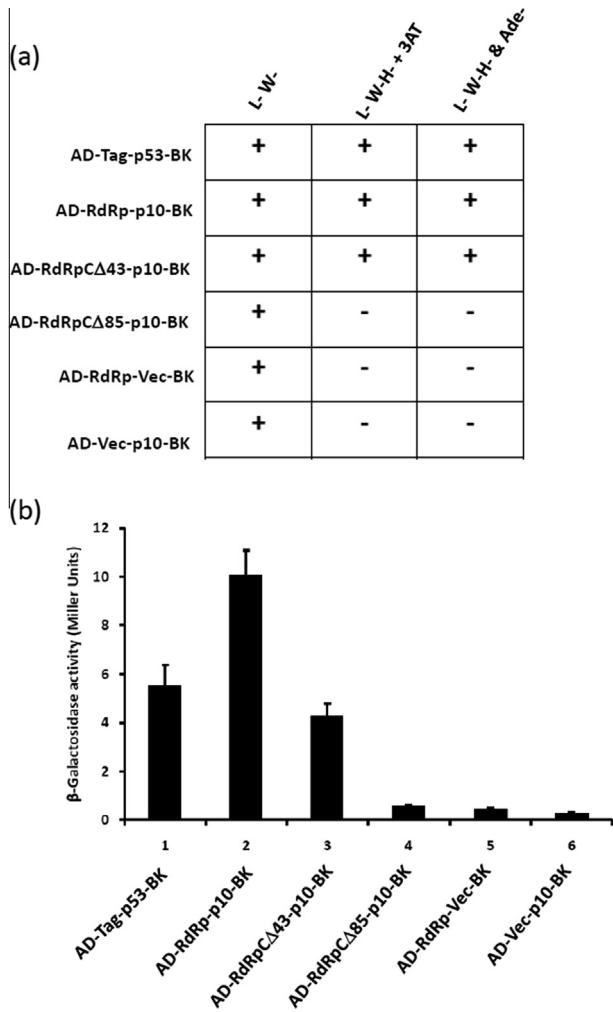 (a)
L- W-
L- W-H- + 3AT
L- W-H- & Ade-
AD-Tag-p53-BK + + +
AD-RdRp-p10-BK + + +
AD-RdRpCΔ43-p10-BK + + +
AD-RdRpCΔ85-p10-BK + - -
AD-RdRp-Vec-BK + - -
AD-Vec-p10-BK + - -
(b)
β-Galactosidase activity (Miller Units)
12
10
8
6
4
2
0
1 2 3 4 5 6
AD-Tag-p53-BK
AD-RdRp-p10-BK
AD-RdRpCΔ43-p10-BK
AD-RdRpCΔ85-p10-BK
AD-RdRp-Vec-BK
AD-Vec-p10-BK